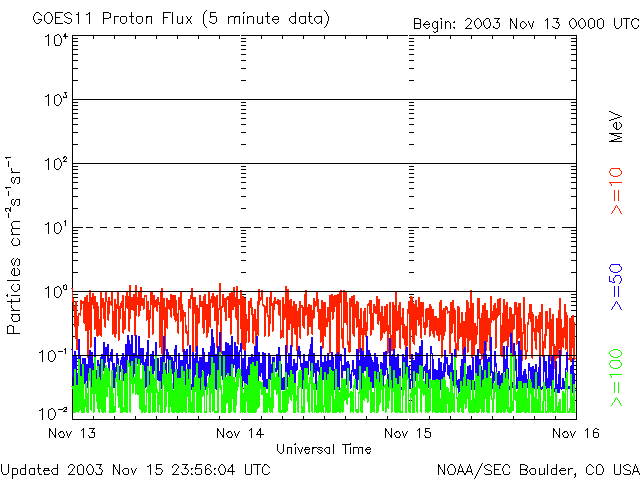 GOES11 Proton Flux (5 minute data)
Begin: 2003 Nov 13 0000 UTC
10⁴
10³
10²
10¹
10⁰
10⁻¹
10⁻²
Particles cm⁻²s⁻¹sr⁻¹
MeV
>=10
>=50
>=100
Nov 13
Nov 14
Nov 15
Nov 16
Universal Time
Updated 2003 Nov 15 23:56:04 UTC
NOAA/SEC Boulder, CO USA